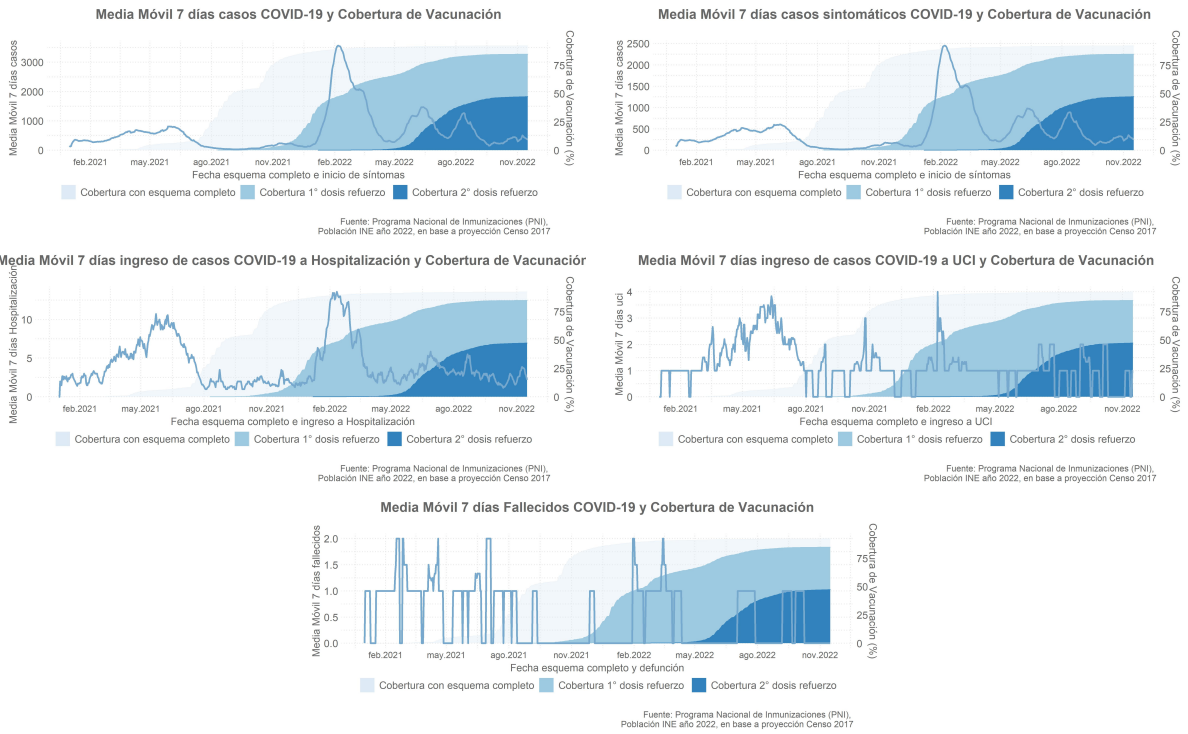 Media Móvil 7 días casos COVID-19 y Cobertura de Vacunación
Media Móvil 7 días casos
3000
2000
1000
0
Cobertura de Vacunación (%)
75
50
25
0
feb.2021 may.2021 ago.2021 nov.2021 feb.2022 may.2022 ago.2022 nov.2022
Fecha esquema completo e inicio de síntomas
Cobertura con esquema completo Cobertura 1° dosis refuerzo Cobertura 2° dosis refuerzo
Fuente: Programa Nacional de Inmunizaciones (PNI),
Población INE año 2022, en base a proyección Censo 2017
Media Móvil 7 días casos sintomáticos COVID-19 y Cobertura de Vacunación
Media Móvil 7 días casos
2500
2000
1500
1000
500
0
Cobertura de Vacunación (%)
75
50
25
0
feb.2021 may.2021 ago.2021 nov.2021 feb.2022 may.2022 ago.2022 nov.2022
Fecha esquema completo e inicio de síntomas
Cobertura con esquema completo Cobertura 1° dosis refuerzo Cobertura 2° dosis refuerzo
Fuente: Programa Nacional de Inmunizaciones (PNI),
Población INE año 2022, en base a proyección Censo 2017
Media Móvil 7 días ingreso de casos COVID-19 a Hospitalización y Cobertura de Vacunaciór
Media Móvil 7 días Hospitalización
10
5
0
Cobertura de Vacunación (%)
75
50
25
0
feb.2021 may.2021 ago.2021 nov.2021 feb.2022 may.2022 ago.2022 nov.2022
Fecha esquema completo e ingreso a Hospitalización
Cobertura con esquema completo Cobertura 1° dosis refuerzo Cobertura 2° dosis refuerzo
Fuente: Programa Nacional de Inmunizaciones (PNI),
Población INE año 2022, en base a proyección Censo 2017
Media Móvil 7 días ingreso de casos COVID-19 a UCI y Cobertura de Vacunación
Media Móvil 7 días uci
4
3
2
1
0
Cobertura de Vacunación (%)
75
50
25
0
feb.2021 may.2021 ago.2021 nov.2021 feb.2022 may.2022 ago.2022 nov.2022
Fecha esquema completo e ingreso a UCI
Cobertura con esquema completo Cobertura 1° dosis refuerzo Cobertura 2° dosis refuerzo
Fuente: Programa Nacional de Inmunizaciones (PNI),
Población INE año 2022, en base a proyección Censo 2017
Media Móvil 7 días Fallecidos COVID-19 y Cobertura de Vacunación
Media Móvil 7 días fallecidos
2.0
1.5
1.0
0.5
0.0
Cobertura de Vacunación (%)
75
50
25
0
feb.2021 may.2021 ago.2021 nov.2021 feb.2022 may.2022 ago.2022 nov.2022
Fecha esquema completo y defunción
Cobertura con esquema completo Cobertura 1° dosis refuerzo Cobertura 2° dosis refuerzo
Fuente: Programa Nacional de Inmunizaciones (PNI),
Población INE año 2022, en base a proyección Censo 2017